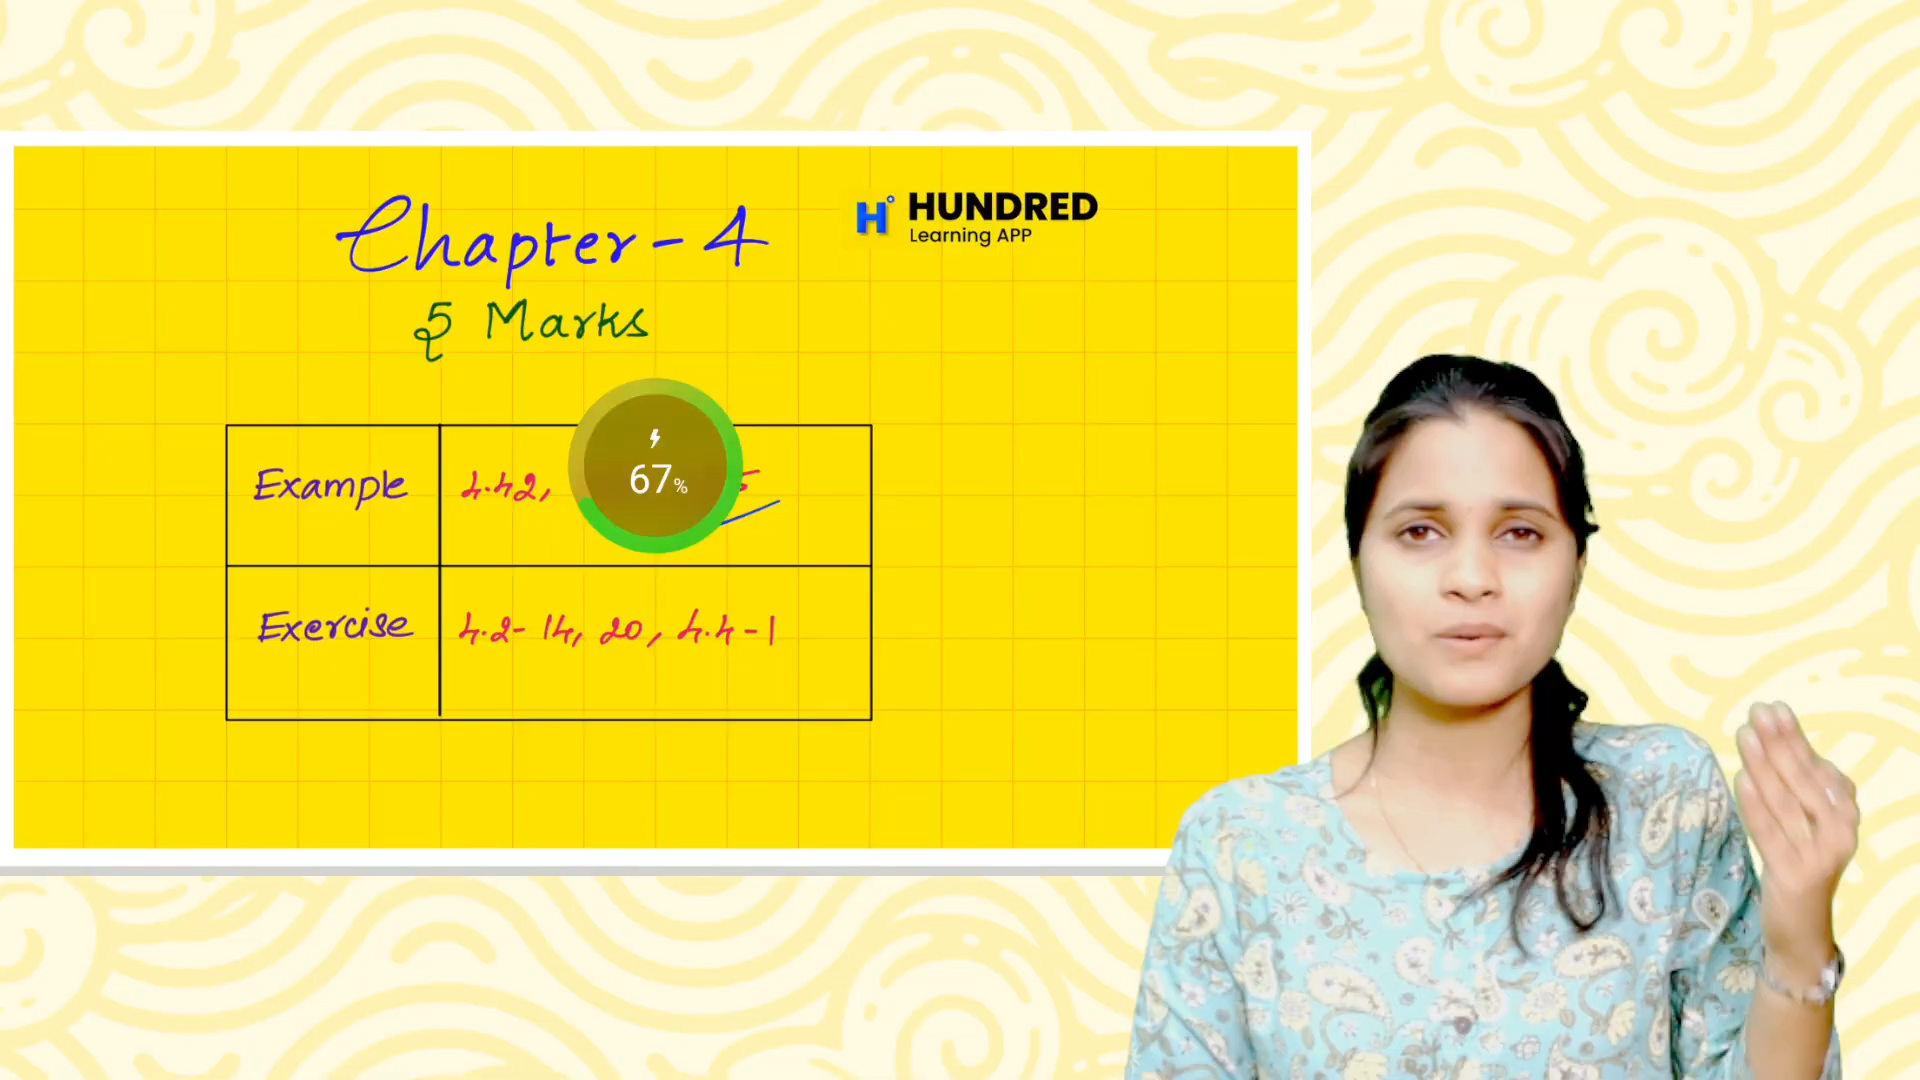 Chapter - 4
HUNDRED
Learning APP
5 Marks
Example 4.42, 5
67%
Exercise 4.2 - 14, 20, 4.4 - 1